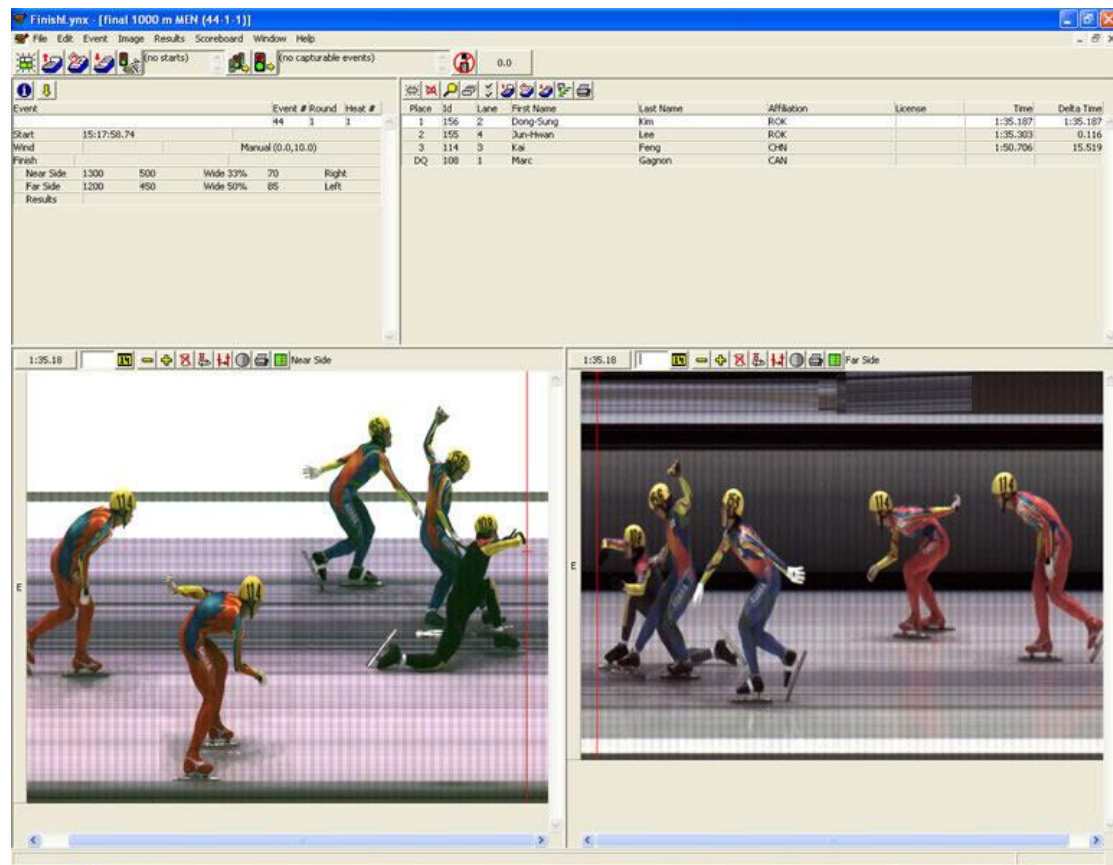 FinishLynx - [final 1000 m MEN (44-1-1)]
File Edit Event Image Results Scoreboard Window Help
(no starts) (no capturable events) 0.0
Event Event # Round Heat #
44 1 1
Start 15:17:58.74
Wind Manual (0.0,10.0)
Finish
Near Side 1300 500 Wide 33% 70 Right
Far Side 1200 450 Wide 50% 85 Left
Results
Place Id Lane First Name Last Name Affiliation License Time Delta Time
1 156 2 Dong-Sung Kim ROK 1:35.187 1:35.187
2 155 4 Jun-Hwan Lee ROK 1:35.303 0.116
3 114 3 Kai Feng CHN 1:50.706 15.519
DQ 108 1 Marc Gagnon CAN
1:35.18 Near Side
E
114
114
156
108
1:35.18 Far Side
E
156
155
114
114